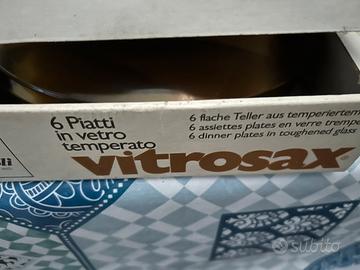 6 Piatti
in vetro
temperato
6 flache Teller aus temperiertem
6 assiettes plates en verre trempe
6 dinner plates in toughened glass
vitrosax
subito